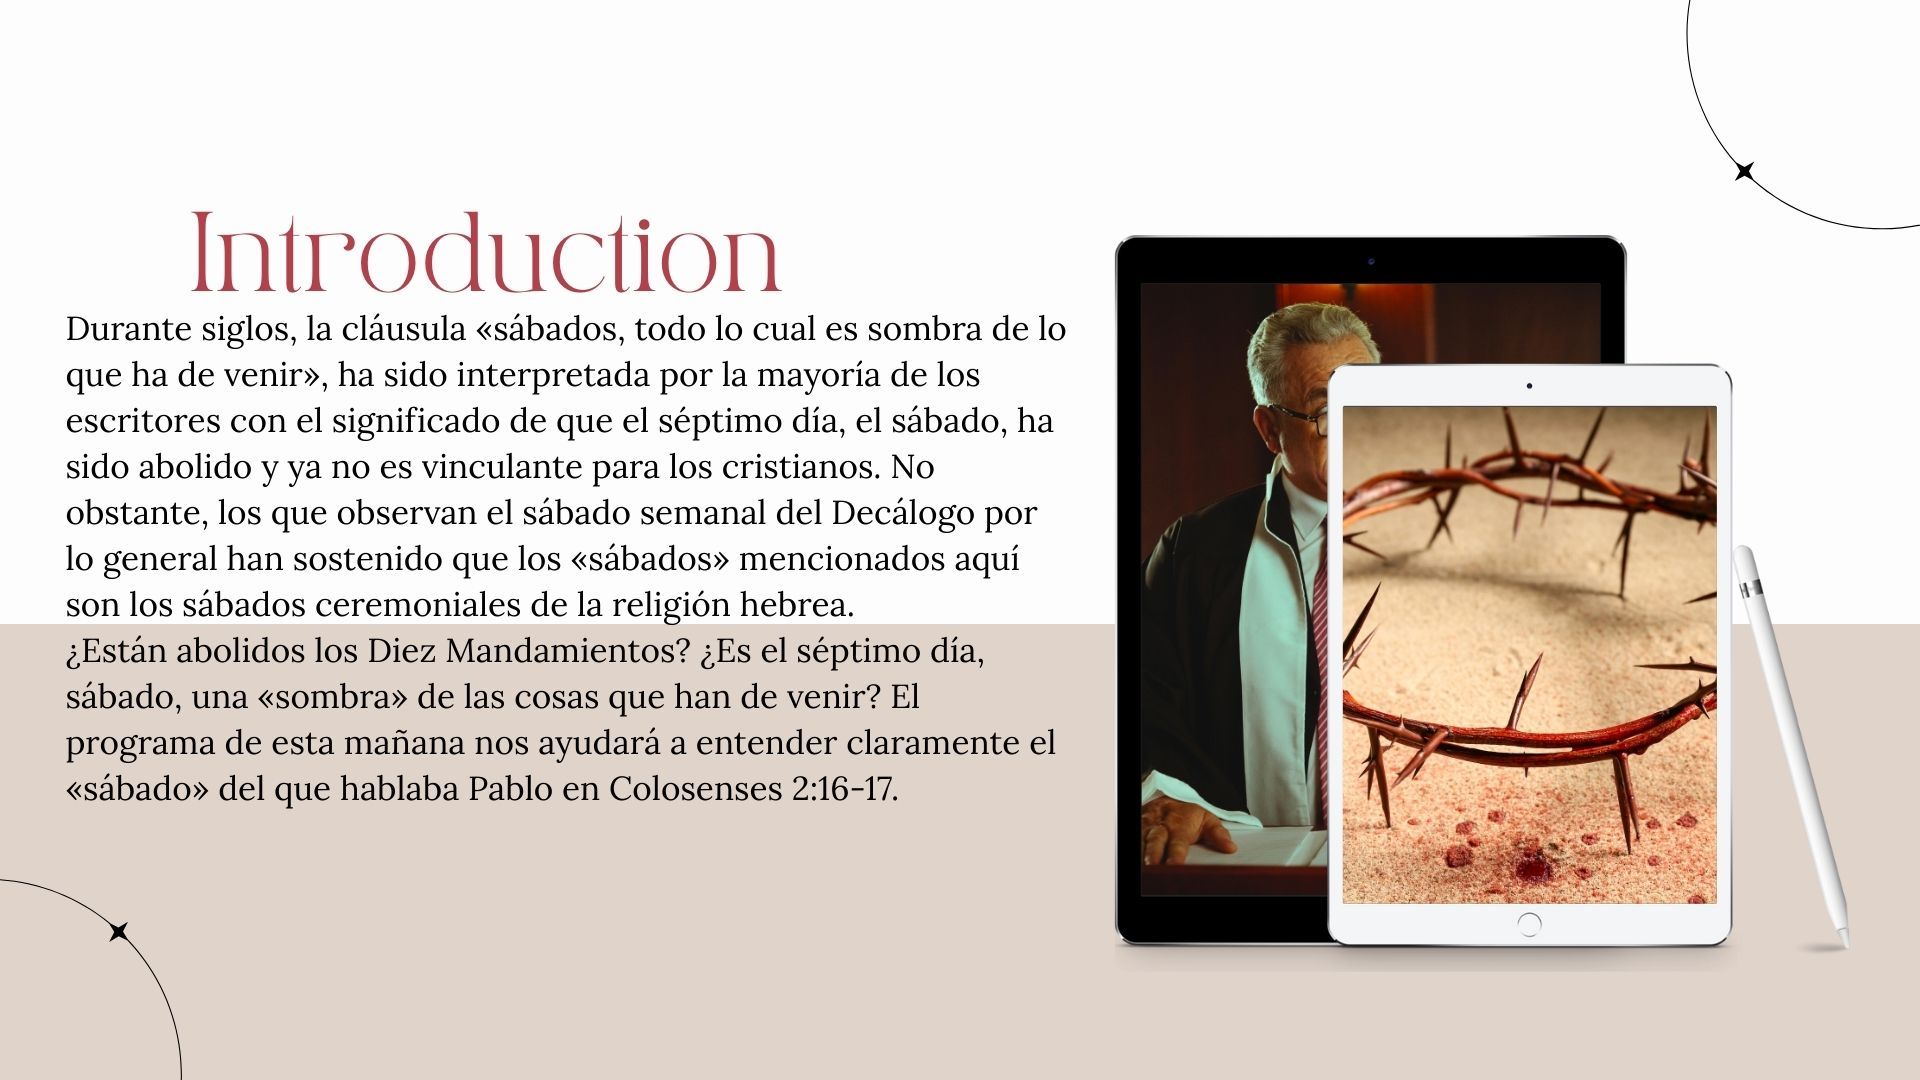 Introduction
Durante siglos, la cláusula «sábados, todo lo cual es sombra de lo
que ha de venir», ha sido interpretada por la mayoría de los
escritores con el significado de que el séptimo día, el sábado, ha
sido abolido y ya no es vinculante para los cristianos. No
obstante, los que observan el sábado semanal del Decálogo por
lo general han sostenido que los «sábados» mencionados aquí
son los sábados ceremoniales de la religión hebrea.
¿Están abolidos los Diez Mandamientos? ¿Es el séptimo día,
sábado, una «sombra» de las cosas que han de venir? El
programa de esta mañana nos ayudará a entender claramente el
«sábado» del que hablaba Pablo en Colosenses 2:16-17.